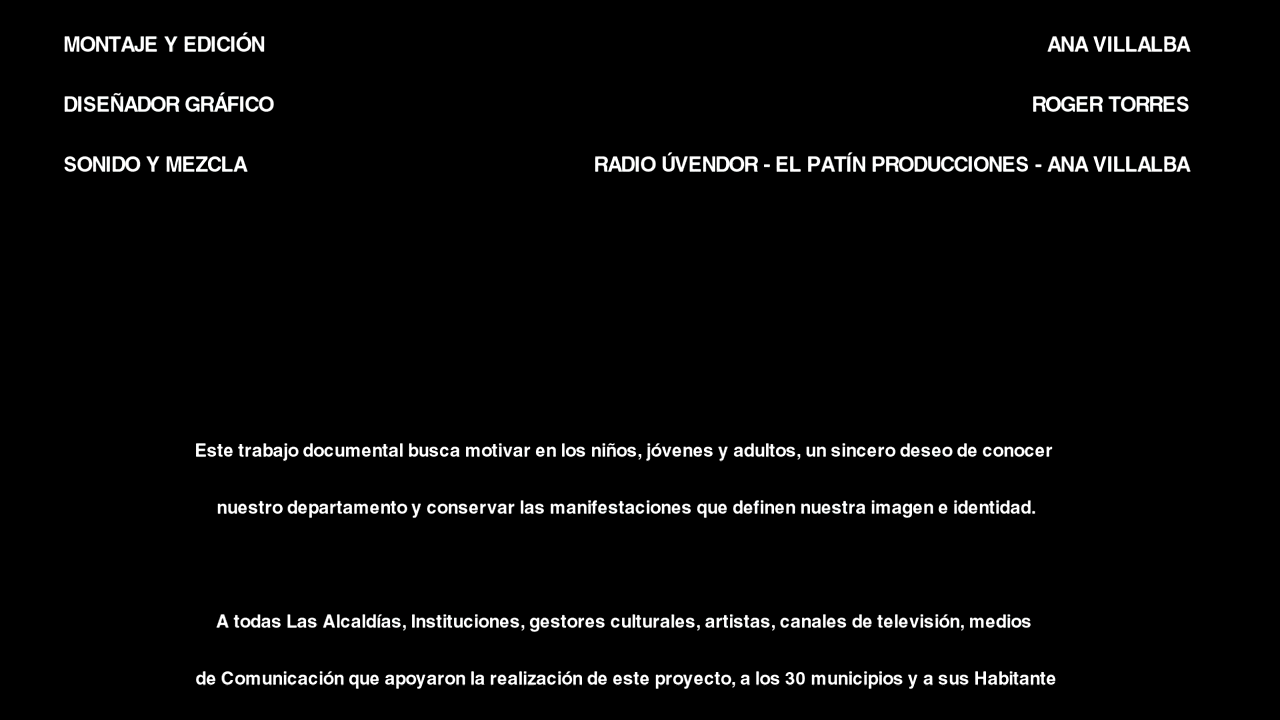 MONTAJE Y EDICIÓN ANA VILLALBA
DISEÑADOR GRÁFICO ROGER TORRES
SONIDO Y MEZCLA RADIO ÚVENDOR - EL PATÍN PRODUCCIONES - ANA VILLALBA
Este trabajo documental busca motivar en los niños, jóvenes y adultos, un sincero deseo de conocer
nuestro departamento y conservar las manifestaciones que definen nuestra imagen e identidad.
A todas Las Alcaldías, Instituciones, gestores culturales, artistas, canales de televisión, medios
de Comunicación que apoyaron la realización de este proyecto, a los 30 municipios y a sus Habitante